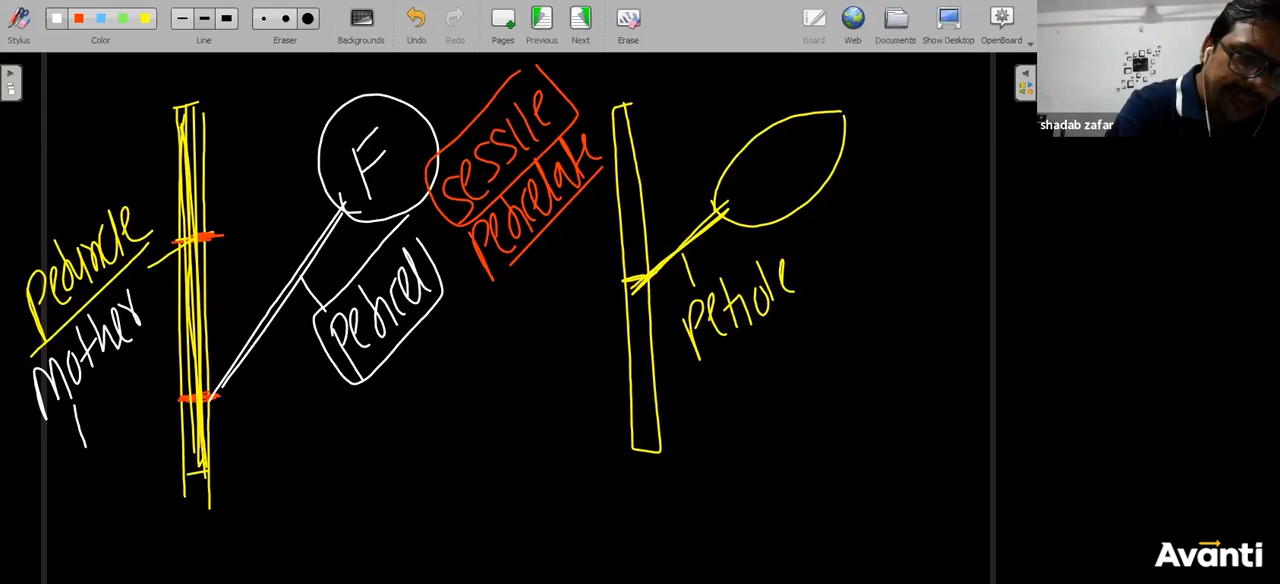 Stylus
Color
Line
Eraser
Backgrounds
Undo
Redo
Pages
Previous
Next
Erase
Board
Web
Documents
Show Desktop
OpenBoard
shadab zafar
F
sessile
Pedicelate
Peduncle
Mother
Pedicel
Petiole
Avanti